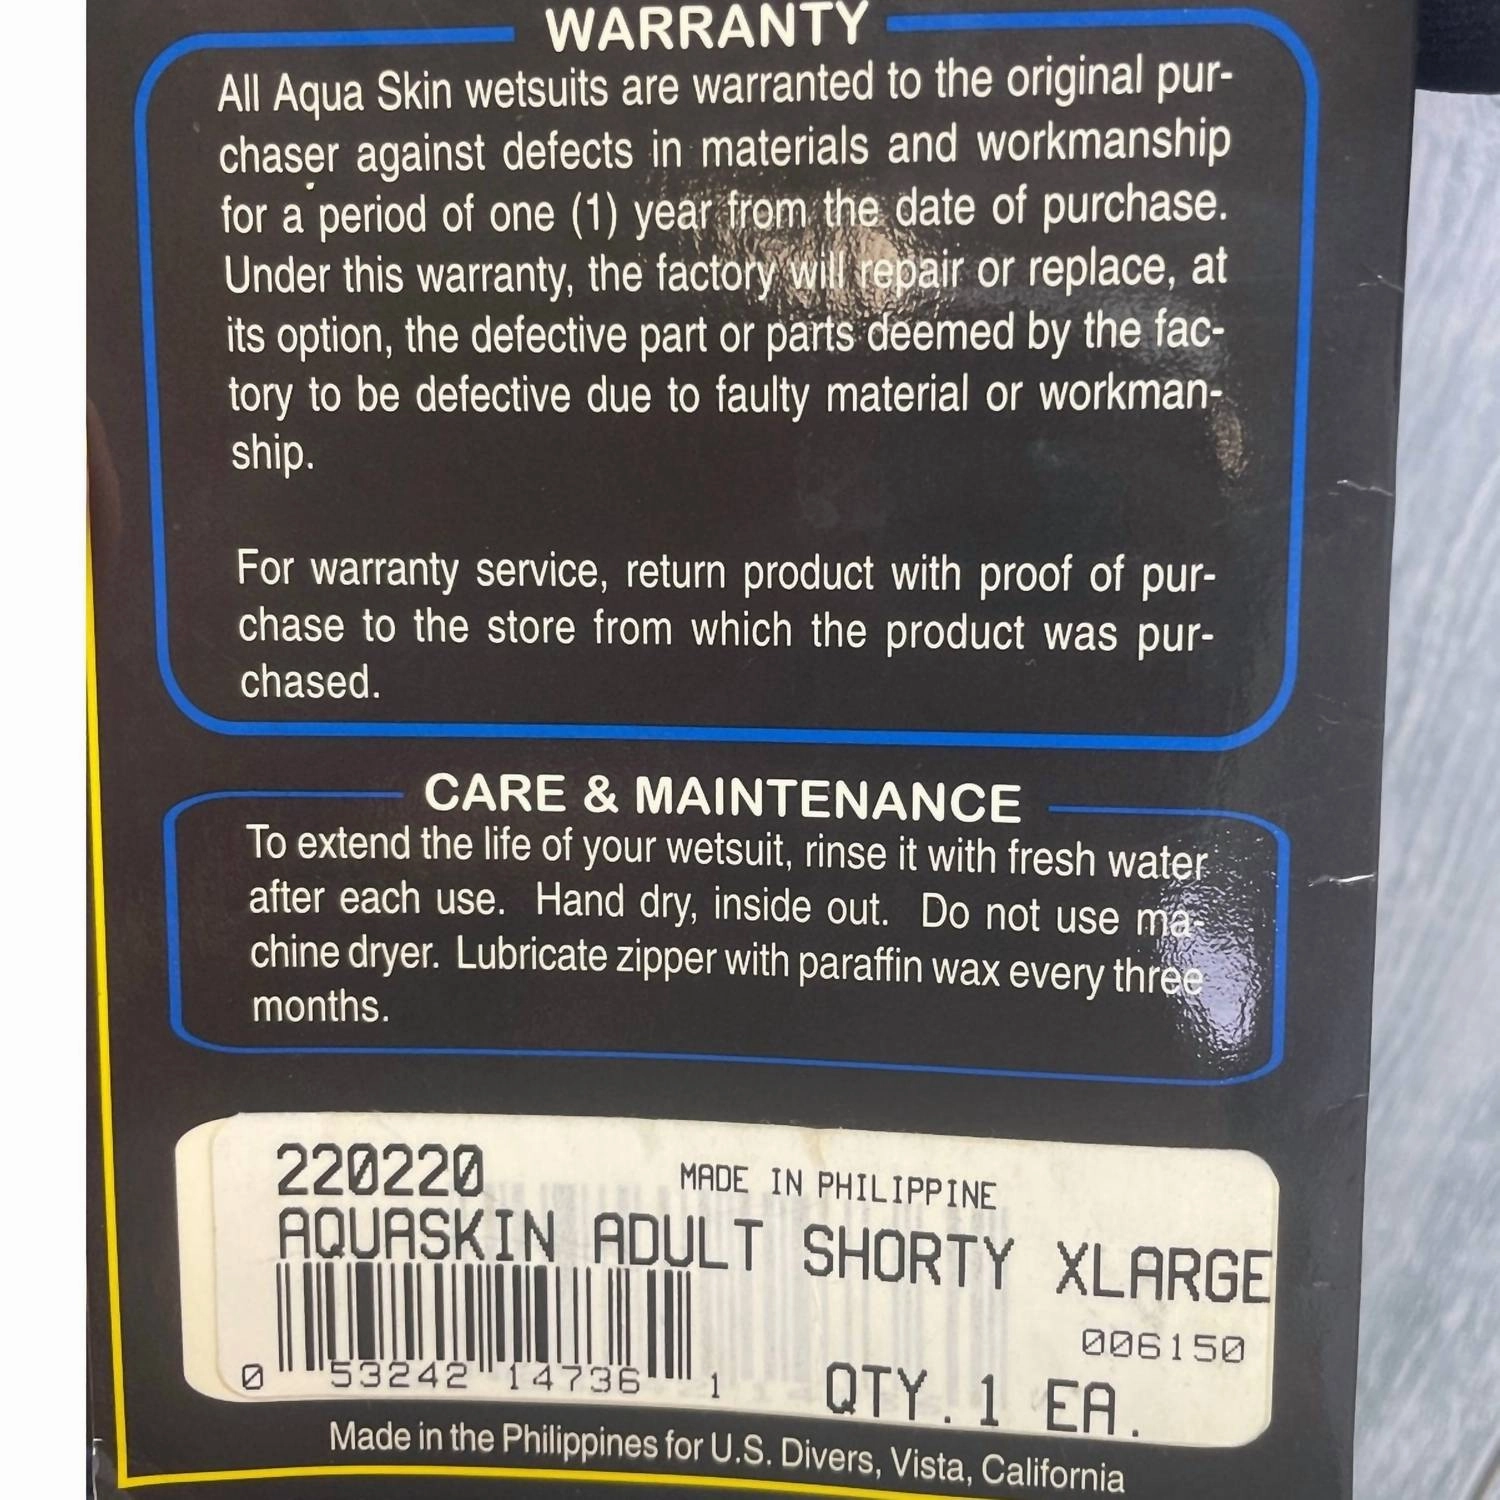 WARRANTY
All Aqua Skin wetsuits are warranted to the original pur-
chaser against defects in materials and workmanship
for a period of one (1) year from the date of purchase.
Under this warranty, the factory will repair or replace, at
its option, the defective part or parts deemed by the fac-
tory to be defective due to faulty material or workman-
ship.
For warranty service, return product with proof of pur-
chase to the store from which the product was pur-
chased.
CARE & MAINTENANCE
To extend the life of your wetsuit, rinse it with fresh water
after each use. Hand dry, inside out. Do not use ma-
chine dryer. Lubricate zipper with paraffin wax every three
months.
220220 MADE IN PHILIPPINE
AQUASKIN ADULT SHORTY XLARGE
006150
0 53242 14736 1 QTY. 1 EA.
Made in the Philippines for U.S. Divers, Vista, California